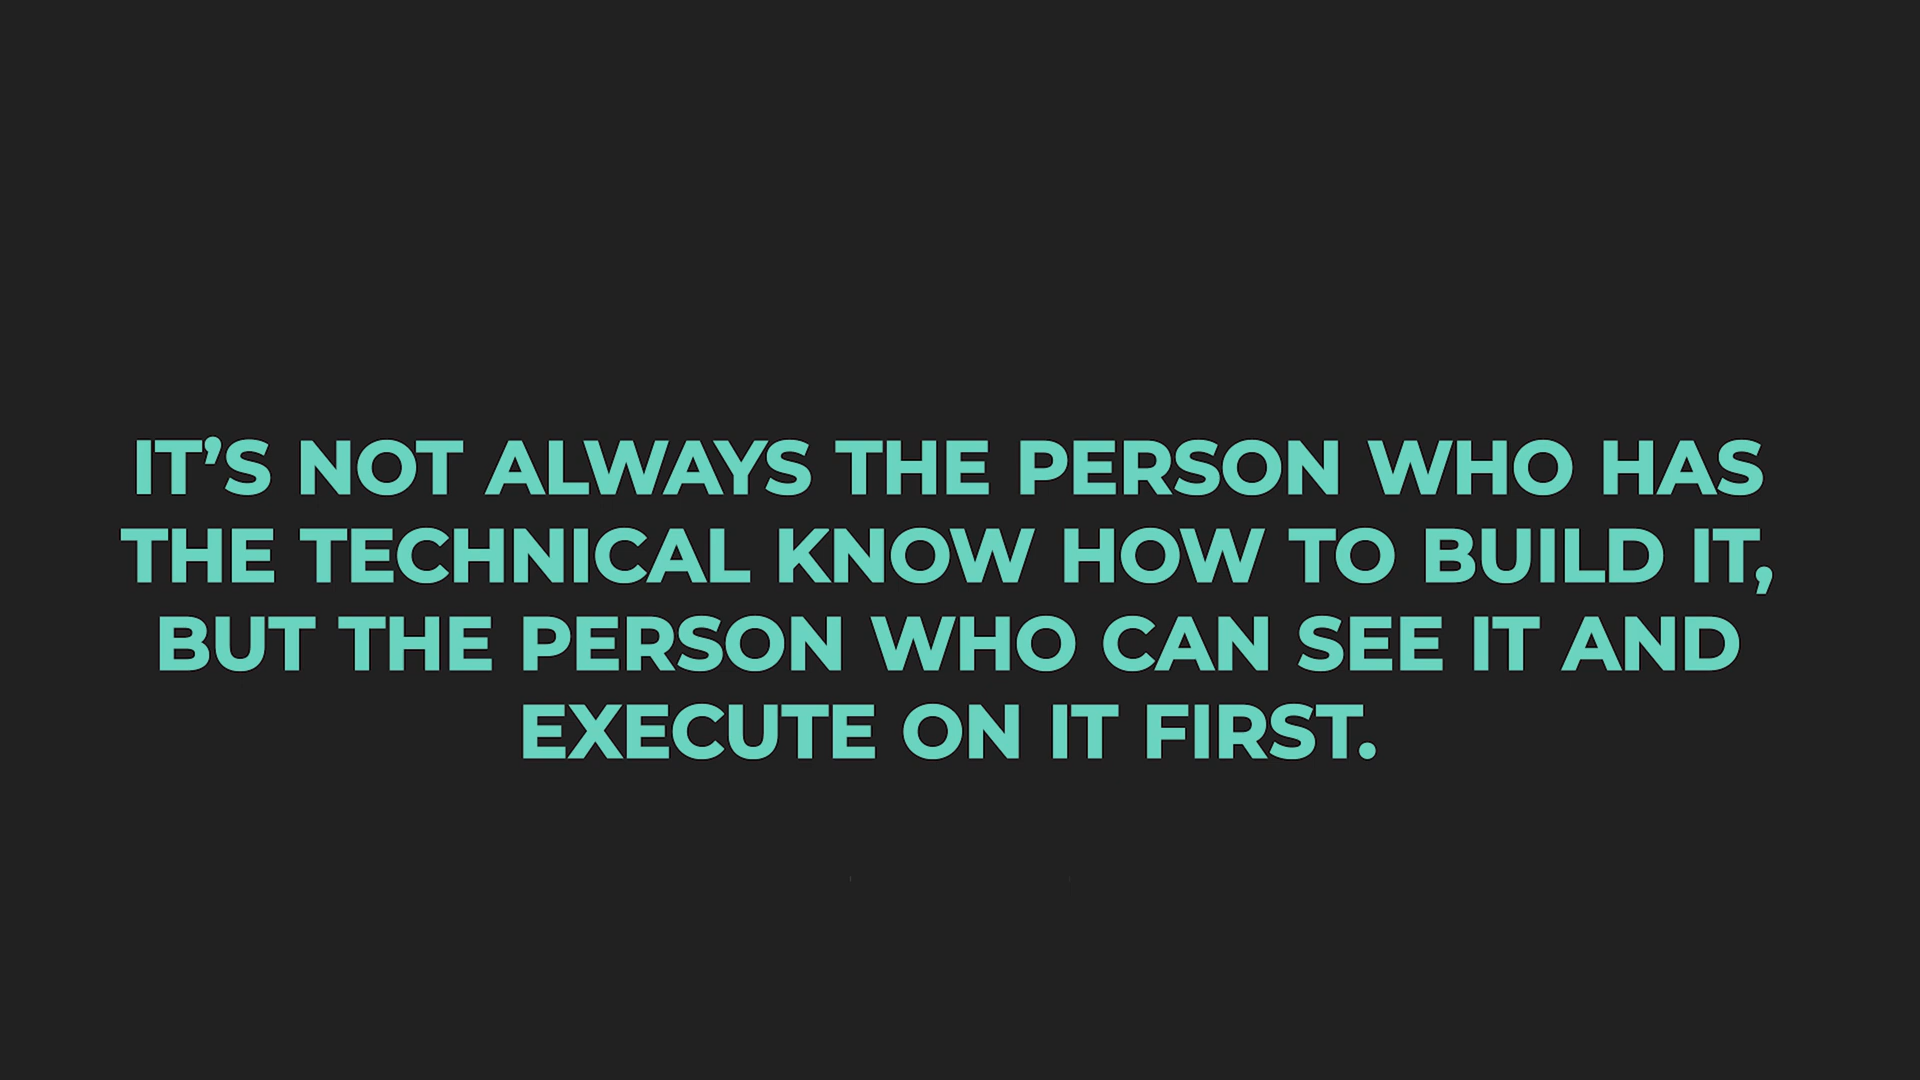 IT’S NOT ALWAYS THE PERSON WHO HAS
THE TECHNICAL KNOW HOW TO BUILD IT,
BUT THE PERSON WHO CAN SEE IT AND
EXECUTE ON IT FIRST.